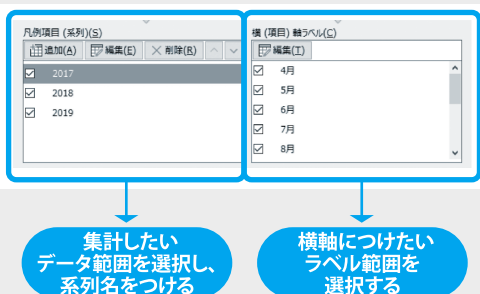 凡例項目 (系列)(S)
追加(A) 編集(E) 削除(R)
2017
2018
2019
横 (項目) 軸ラベル(C)
編集(T)
4月
5月
6月
7月
8月
集計したい
データ範囲を選択し、
系列名をつける
横軸につけたい
ラベル範囲を
選択する